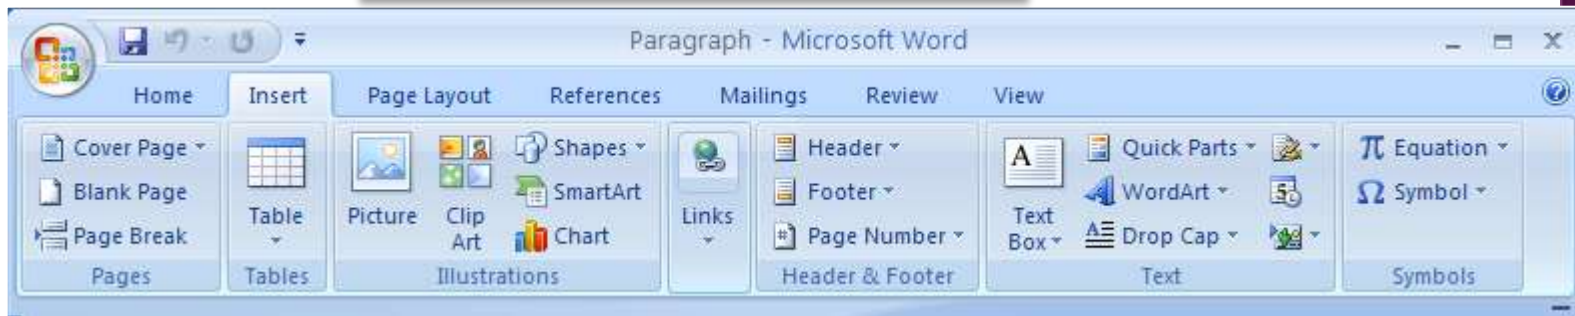 Paragraph - Microsoft Word
Home Insert Page Layout References Mailings Review View
Cover Page
Blank Page
Page Break
Pages
Table
Tables
Picture
Clip
Art
Shapes
SmartArt
Chart
Illustrations
Links
Header
Footer
Page Number
Header & Footer
A
Text
Box
Quick Parts
WordArt
Drop Cap
Text
π Equation
Ω Symbol
Symbols